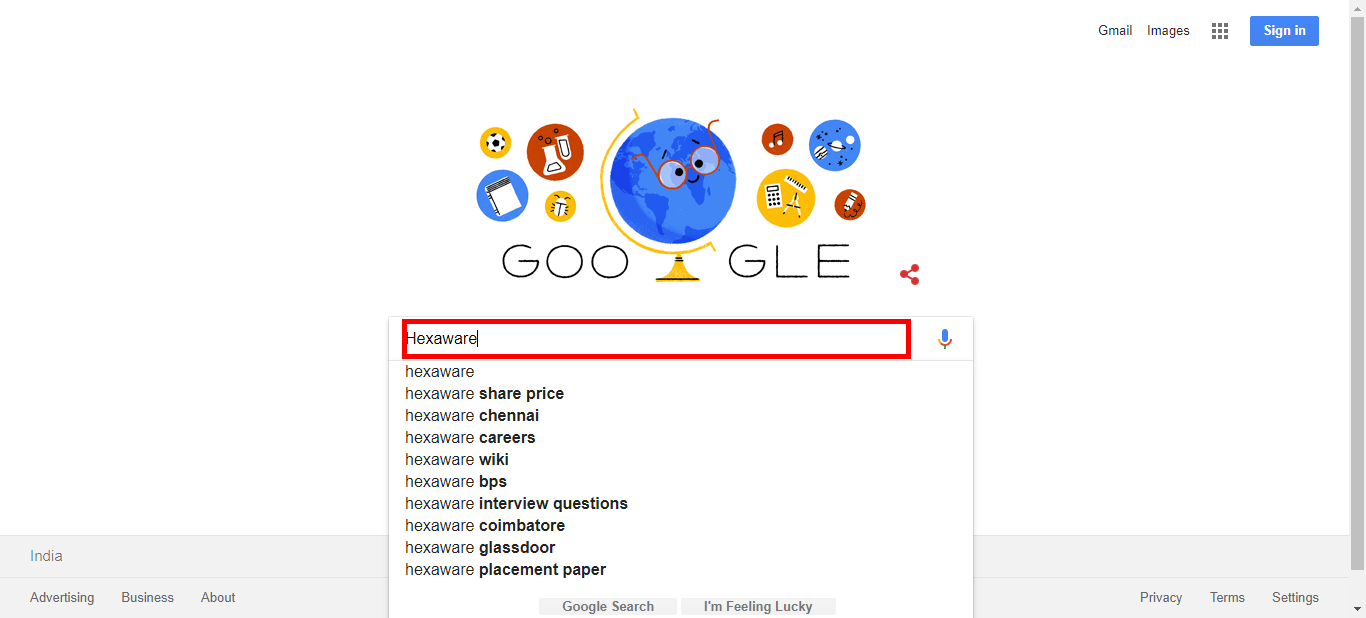 Gmail Images Sign in
GOOGLE
Hexaware
hexaware
hexaware share price
hexaware chennai
hexaware careers
hexaware wiki
hexaware bps
hexaware interview questions
hexaware coimbatore
hexaware glassdoor
hexaware placement paper
Google Search I'm Feeling Lucky
India
Advertising Business About Privacy Terms Settings